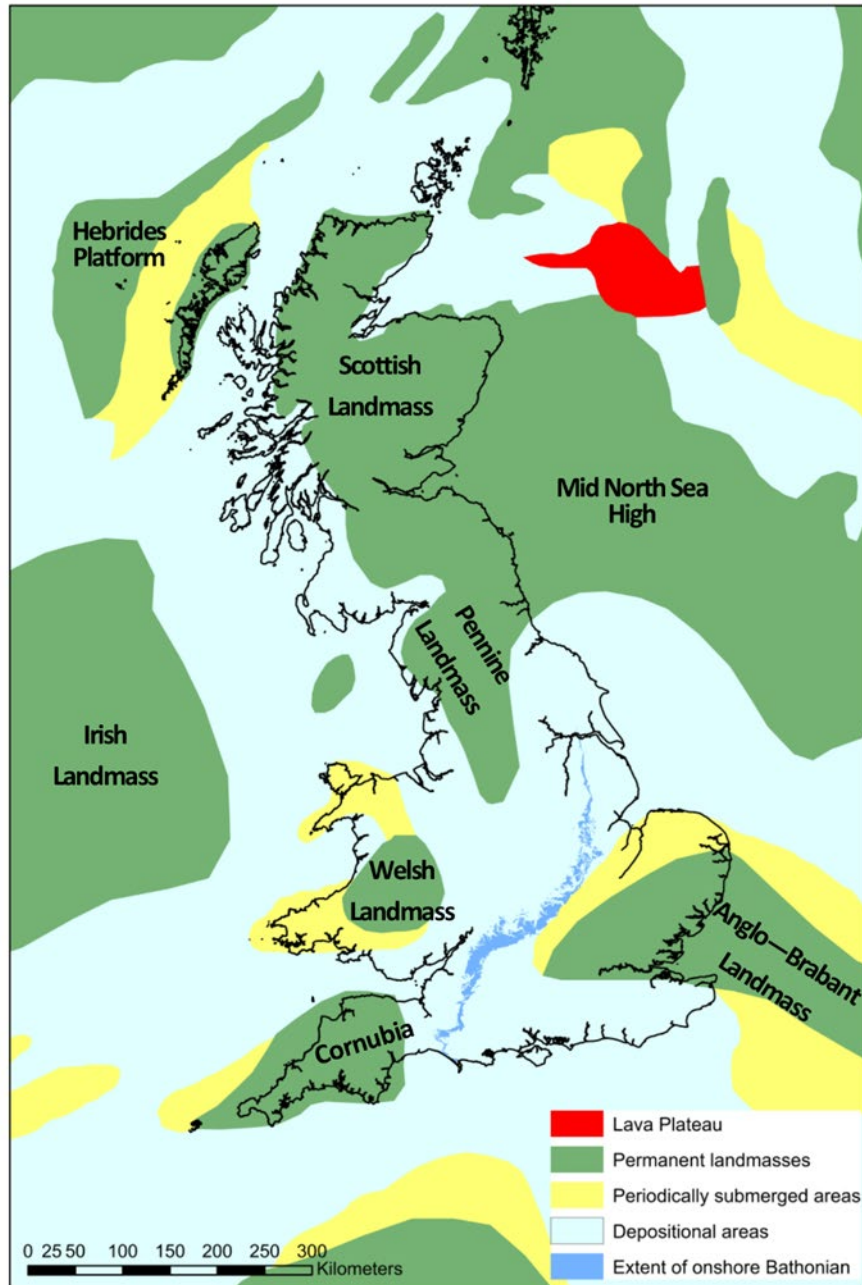 Hebrides
Platform
Scottish
Landmass
Mid North Sea
High
Pennine
Landmass
Irish
Landmass
Welsh
Landmass
Anglo—Brabant
Landmass
Cornubia
Lava Plateau
Permanent landmasses
Periodically submerged areas
Depositional areas
Extent of onshore Bathonian
0 25 50 100 150 200 250 300
Kilometers